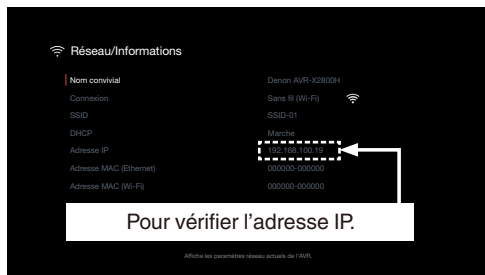 Réseau/Informations
Nom convivial Denon AVR-X2800H
Connexion Sans fil (Wi-Fi)
SSID SSID-01
DHCP Marche
Adresse IP 192.168.100.19
Adresse MAC (Ethernet) 000000-000000
Adresse MAC (Wi-Fi) 000000-000000
Pour vérifier l'adresse IP.
Affiche les paramètres réseau actuels de l'AVR.